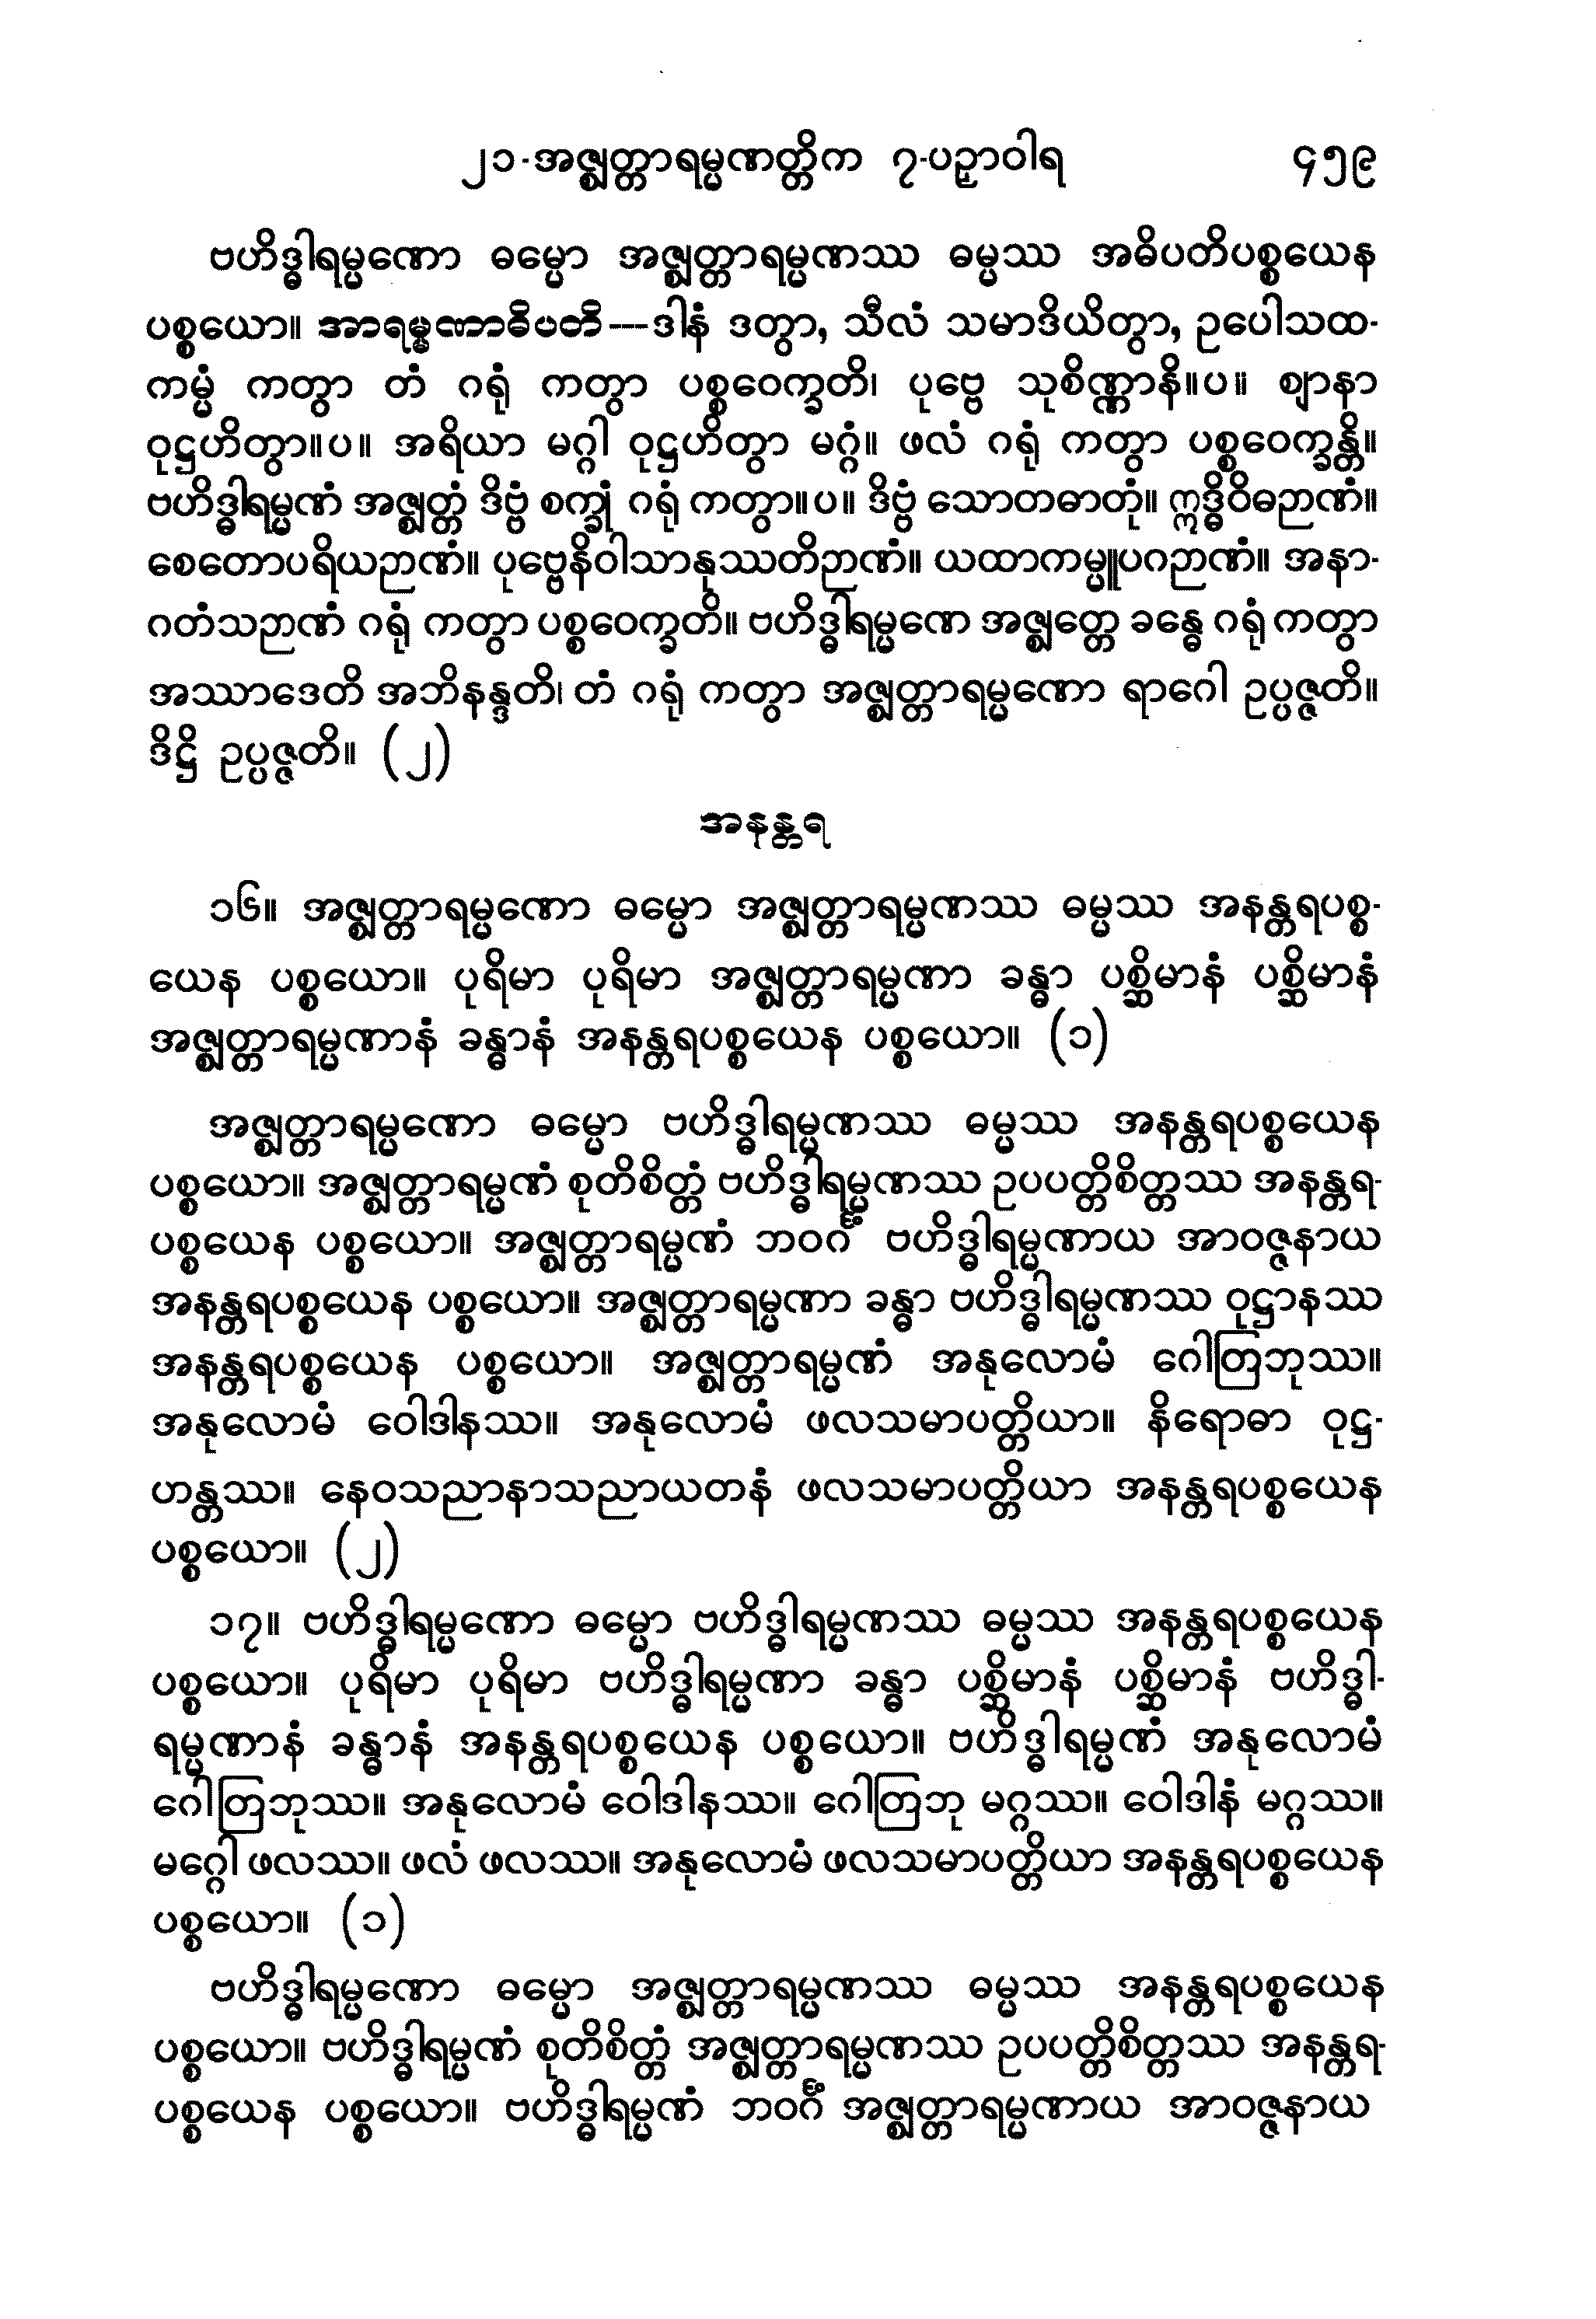 ၂၁-အဇ္ဈတ္တာရမ္မဏတ္တိက ၇-ပဉှာဝါရ ၄၅၉
ဗဟိဒ္ဓါရမ္မဏော ဓမ္မော အဇ္ဈတ္တာရမ္မဏဿ ဓမ္မဿ အဓိပတိပစ္စယေန
ပစ္စယော။ အာရမ္မဏာဓိပတိ—ဒါနံ ဒတွာ, သီလံ သမာဒိယိတွာ, ဥပေါသထ-
ကမ္မံ ကတွာ တံ ဂရုံ ကတွာ ပစ္စဝေက္ခတိ၊ ပုဗ္ဗေ သုစိဏ္ဏာနိ။ပ။ ဈာနာ
ဝုဋ္ဌဟိတွာ။ပ။ အရိယာ မဂ္ဂါ ဝုဋ္ဌဟိတွာ မဂ္ဂံ။ ဖလံ ဂရုံ ကတွာ ပစ္စဝေက္ခန္တိ။
ဗဟိဒ္ဓါရမ္မဏံ အဇ္ဈတ္တံ ဒိဗ္ဗံ စက္ခုံ ဂရုံ ကတွာ။ပ။ ဒိဗ္ဗံ သောတဓာတုံ။ ဣဒ္ဓိဝိဓဉာဏံ။
စေတောပရိယဉာဏံ။ ပုဗ္ဗေနိဝါသာနုဿတိဉာဏံ။ ယထာကမ္မူပဂဉာဏံ။ အနာ-
ဂတံသဉာဏံ ဂရုံ ကတွာ ပစ္စဝေက္ခတိ။ ဗဟိဒ္ဓါရမ္မဏေ အဇ္ဈတ္တေ ခန္ဓေ ဂရုံ ကတွာ
အဿာဒေတိ အဘိနန္ဒတိ၊ တံ ဂရုံ ကတွာ အဇ္ဈတ္တာရမ္မဏော ရာဂေါ ဥပ္ပဇ္ဇတိ။
ဒိဋ္ဌိ ဥပ္ပဇ္ဇတိ။ (၂)
အနန္တရ
၁၆။ အဇ္ဈတ္တာရမ္မဏော ဓမ္မော အဇ္ဈတ္တာရမ္မဏဿ ဓမ္မဿ အနန္တရပစ္စ-
ယေန ပစ္စယော။ ပုရိမာ ပုရိမာ အဇ္ဈတ္တာရမ္မဏာ ခန္ဓာ ပစ္ဆိမာနံ ပစ္ဆိမာနံ
အဇ္ဈတ္တာရမ္မဏာနံ ခန္ဓာနံ အနန္တရပစ္စယေန ပစ္စယော။ (၁)
အဇ္ဈတ္တာရမ္မဏော ဓမ္မော ဗဟိဒ္ဓါရမ္မဏဿ ဓမ္မဿ အနန္တရပစ္စယေန
ပစ္စယော။ အဇ္ဈတ္တာရမ္မဏံ စုတိစိတ္တံ ဗဟိဒ္ဓါရမ္မဏဿ ဥပပတ္တိစိတ္တဿ အနန္တရ-
ပစ္စယေန ပစ္စယော။ အဇ္ဈတ္တာရမ္မဏံ ဘဝင်္ဂံ ဗဟိဒ္ဓါရမ္မဏာယ အာဝဇ္ဇနာယ
အနန္တရပစ္စယေန ပစ္စယော။ အဇ္ဈတ္တာရမ္မဏာ ခန္ဓာ ဗဟိဒ္ဓါရမ္မဏဿ ဝုဋ္ဌာနဿ
အနန္တရပစ္စယေန ပစ္စယော။ အဇ္ဈတ္တာရမ္မဏံ အနုလောမံ ဂေါတြဘုဿ။
အနုလောမံ ဝေါဒါနဿ။ အနုလောမံ ဖလသမာပတ္တိယာ။ နိရောဓာ ဝုဋ္ဌ-
ဟန္တဿ။ နေဝသညာနာသညာယတနံ ဖလသမာပတ္တိယာ အနန္တရပစ္စယေန
ပစ္စယော။ (၂)
၁၇။ ဗဟိဒ္ဓါရမ္မဏော ဓမ္မော ဗဟိဒ္ဓါရမ္မဏဿ ဓမ္မဿ အနန္တရပစ္စယေန
ပစ္စယော။ ပုရိမာ ပုရိမာ ဗဟိဒ္ဓါရမ္မဏာ ခန္ဓာ ပစ္ဆိမာနံ ပစ္ဆိမာနံ ဗဟိဒ္ဓါ-
ရမ္မဏာနံ ခန္ဓာနံ အနန္တရပစ္စယေန ပစ္စယော။ ဗဟိဒ္ဓါရမ္မဏံ အနုလောမံ
ဂေါတြဘုဿ။ အနုလောမံ ဝေါဒါနဿ။ ဂေါတြဘု မဂ္ဂဿ။ ဝေါဒါနံ မဂ္ဂဿ။
မဂ္ဂေါ ဖလဿ။ ဖလံ ဖလဿ။ အနုလောမံ ဖလသမာပတ္တိယာ အနန္တရပစ္စယေန
ပစ္စယော။ (၁)
ဗဟိဒ္ဓါရမ္မဏော ဓမ္မော အဇ္ဈတ္တာရမ္မဏဿ ဓမ္မဿ အနန္တရပစ္စယေန
ပစ္စယော။ ဗဟိဒ္ဓါရမ္မဏံ စုတိစိတ္တံ အဇ္ဈတ္တာရမ္မဏဿ ဥပပတ္တိစိတ္တဿ အနန္တရ-
ပစ္စယေန ပစ္စယော။ ဗဟိဒ္ဓါရမ္မဏံ ဘဝင်္ဂံ အဇ္ဈတ္တာရမ္မဏာယ အာဝဇ္ဇနာယ